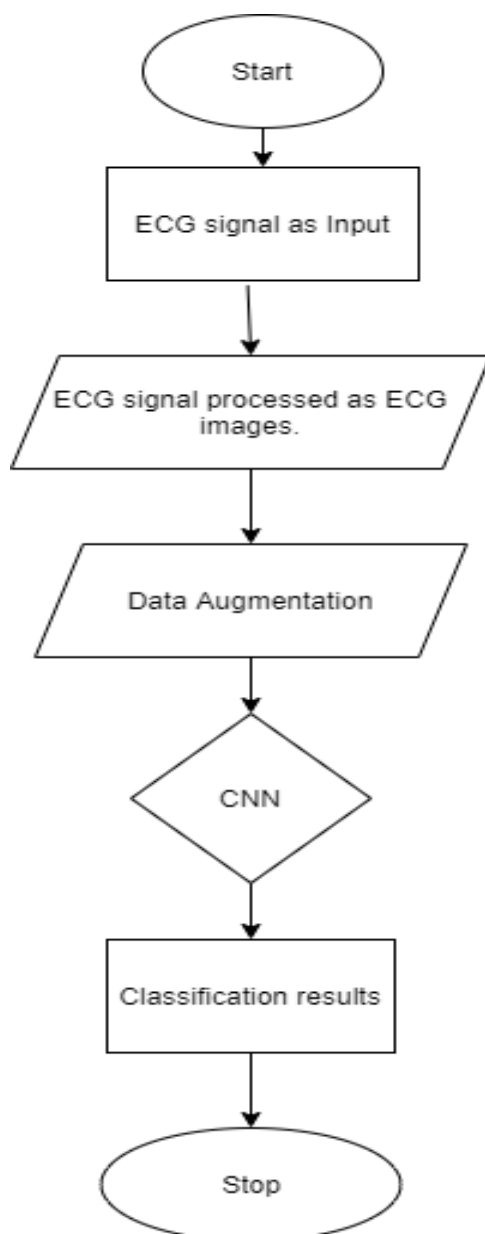 Start
ECG signal as Input
ECG signal processed as ECG
images.
Data Augmentation
CNN
Classification results
Stop